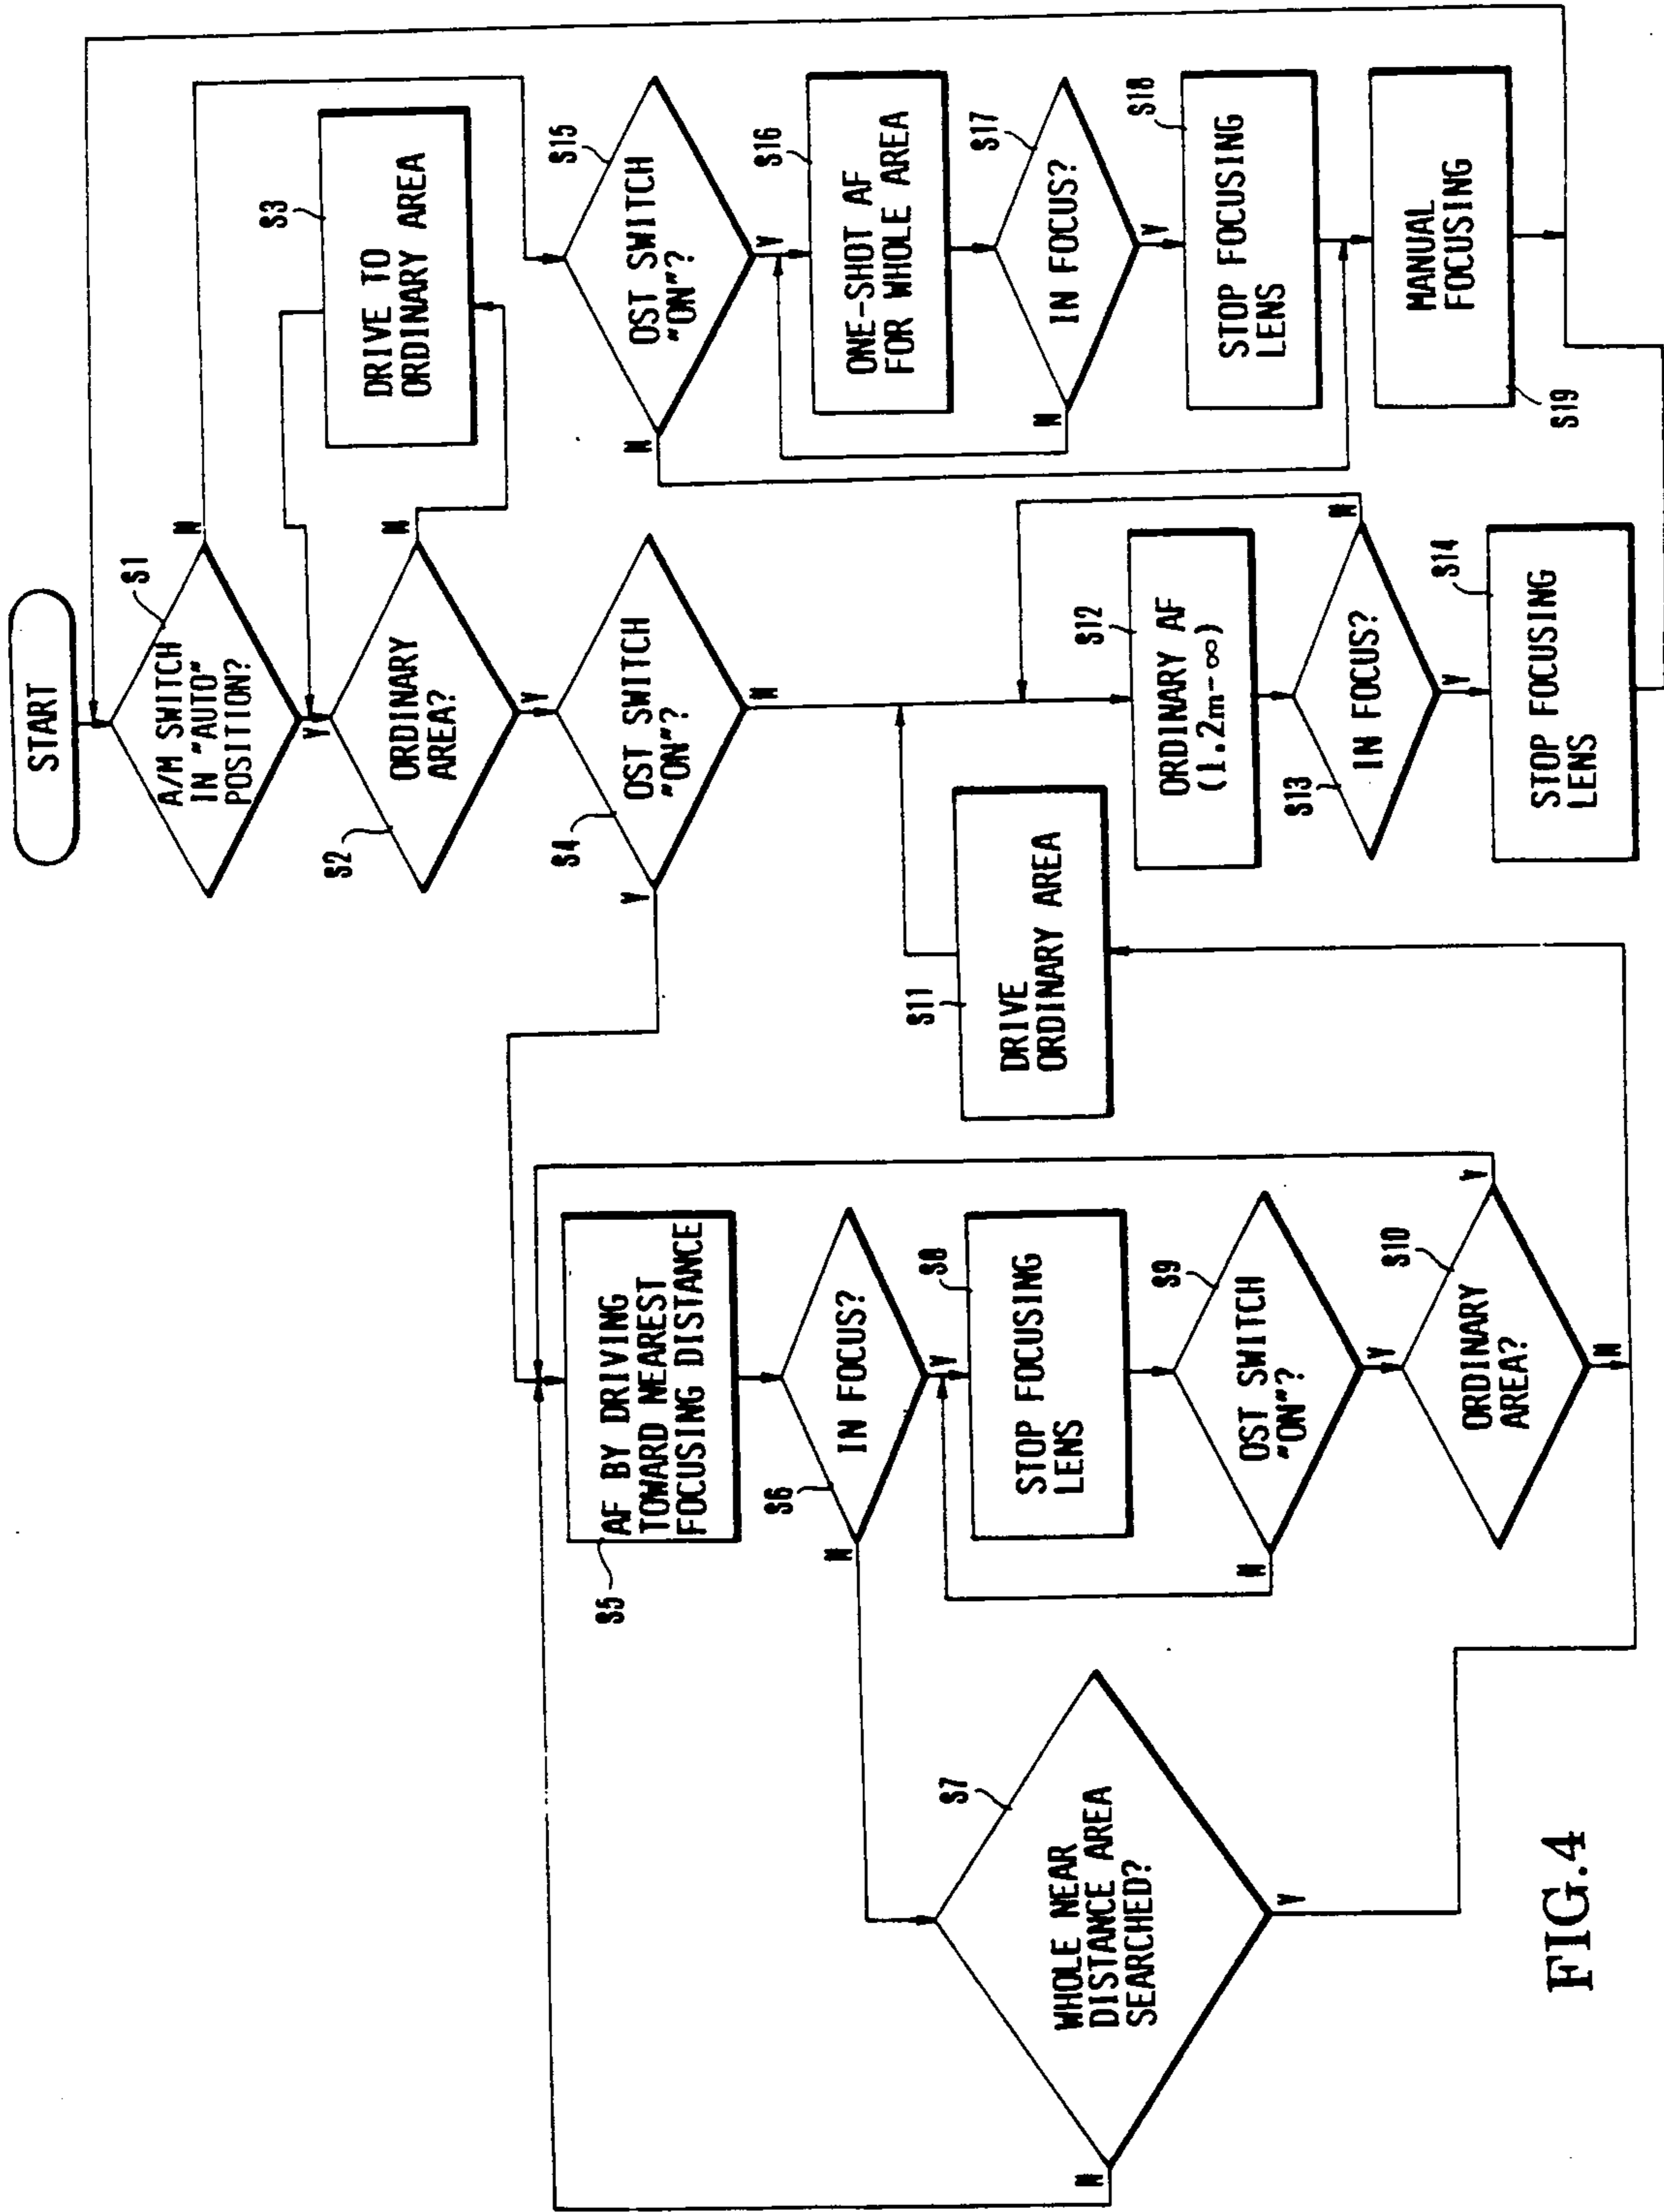 START
S1
A/M SWITCH
IN "AUTO"
POSITION?
N
Y
S2
ORDINARY
AREA?
N
Y
S3
DRIVE TO
ORDINARY AREA
S4
OST SWITCH
"ON"?
Y
N
S5
AF BY DRIVING
TOWARD NEAREST
FOCUSING DISTANCE
S6
IN FOCUS?
N
Y
S7
WHOLE NEAR
DISTANCE AREA
SEARCHED?
N
Y
S8
STOP FOCUSING
LENS
S9
OST SWITCH
"ON"?
N
Y
S10
ORDINARY
AREA?
Y
N
S11
DRIVE
ORDINARY AREA
S12
ORDINARY AF
(1.2m-∞)
S13
IN FOCUS?
N
Y
S14
STOP FOCUSING
LENS
S15
OST SWITCH
"ON"?
N
Y
S16
ONE-SHOT AF
FOR WHOLE AREA
S17
IN FOCUS?
N
Y
S18
STOP FOCUSING
LENS
S19
MANUAL
FOCUSING
FIG.4